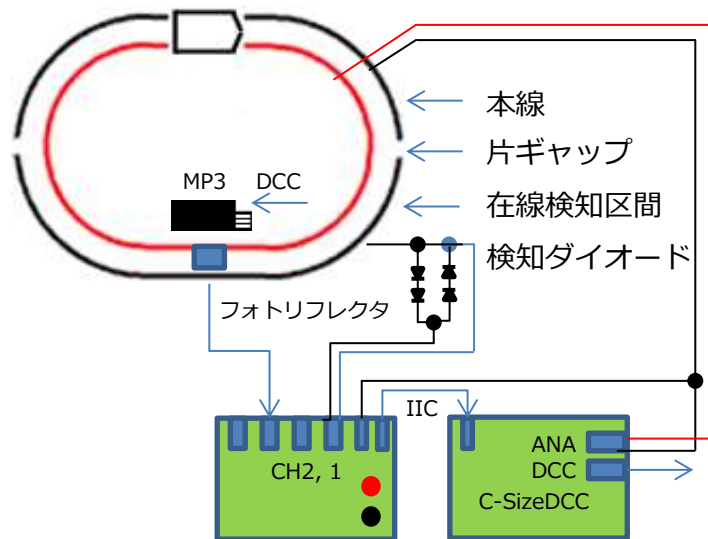 本線
片ギャップ
MP3 DCC
在線検知区間
検知ダイオード
フォトリフレクタ
IIC
CH2, 1
ANA
DCC
C-SizeDCC